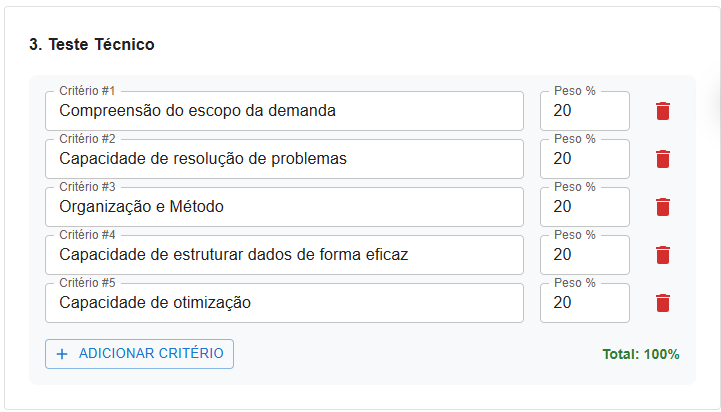 3. Teste Técnico
Critério #1 Peso %
Compreensão do escopo da demanda 20
Critério #2 Peso %
Capacidade de resolução de problemas 20
Critério #3 Peso %
Organização e Método 20
Critério #4 Peso %
Capacidade de estruturar dados de forma eficaz 20
Critério #5 Peso %
Capacidade de otimização 20
+ ADICIONAR CRITÉRIO Total: 100%